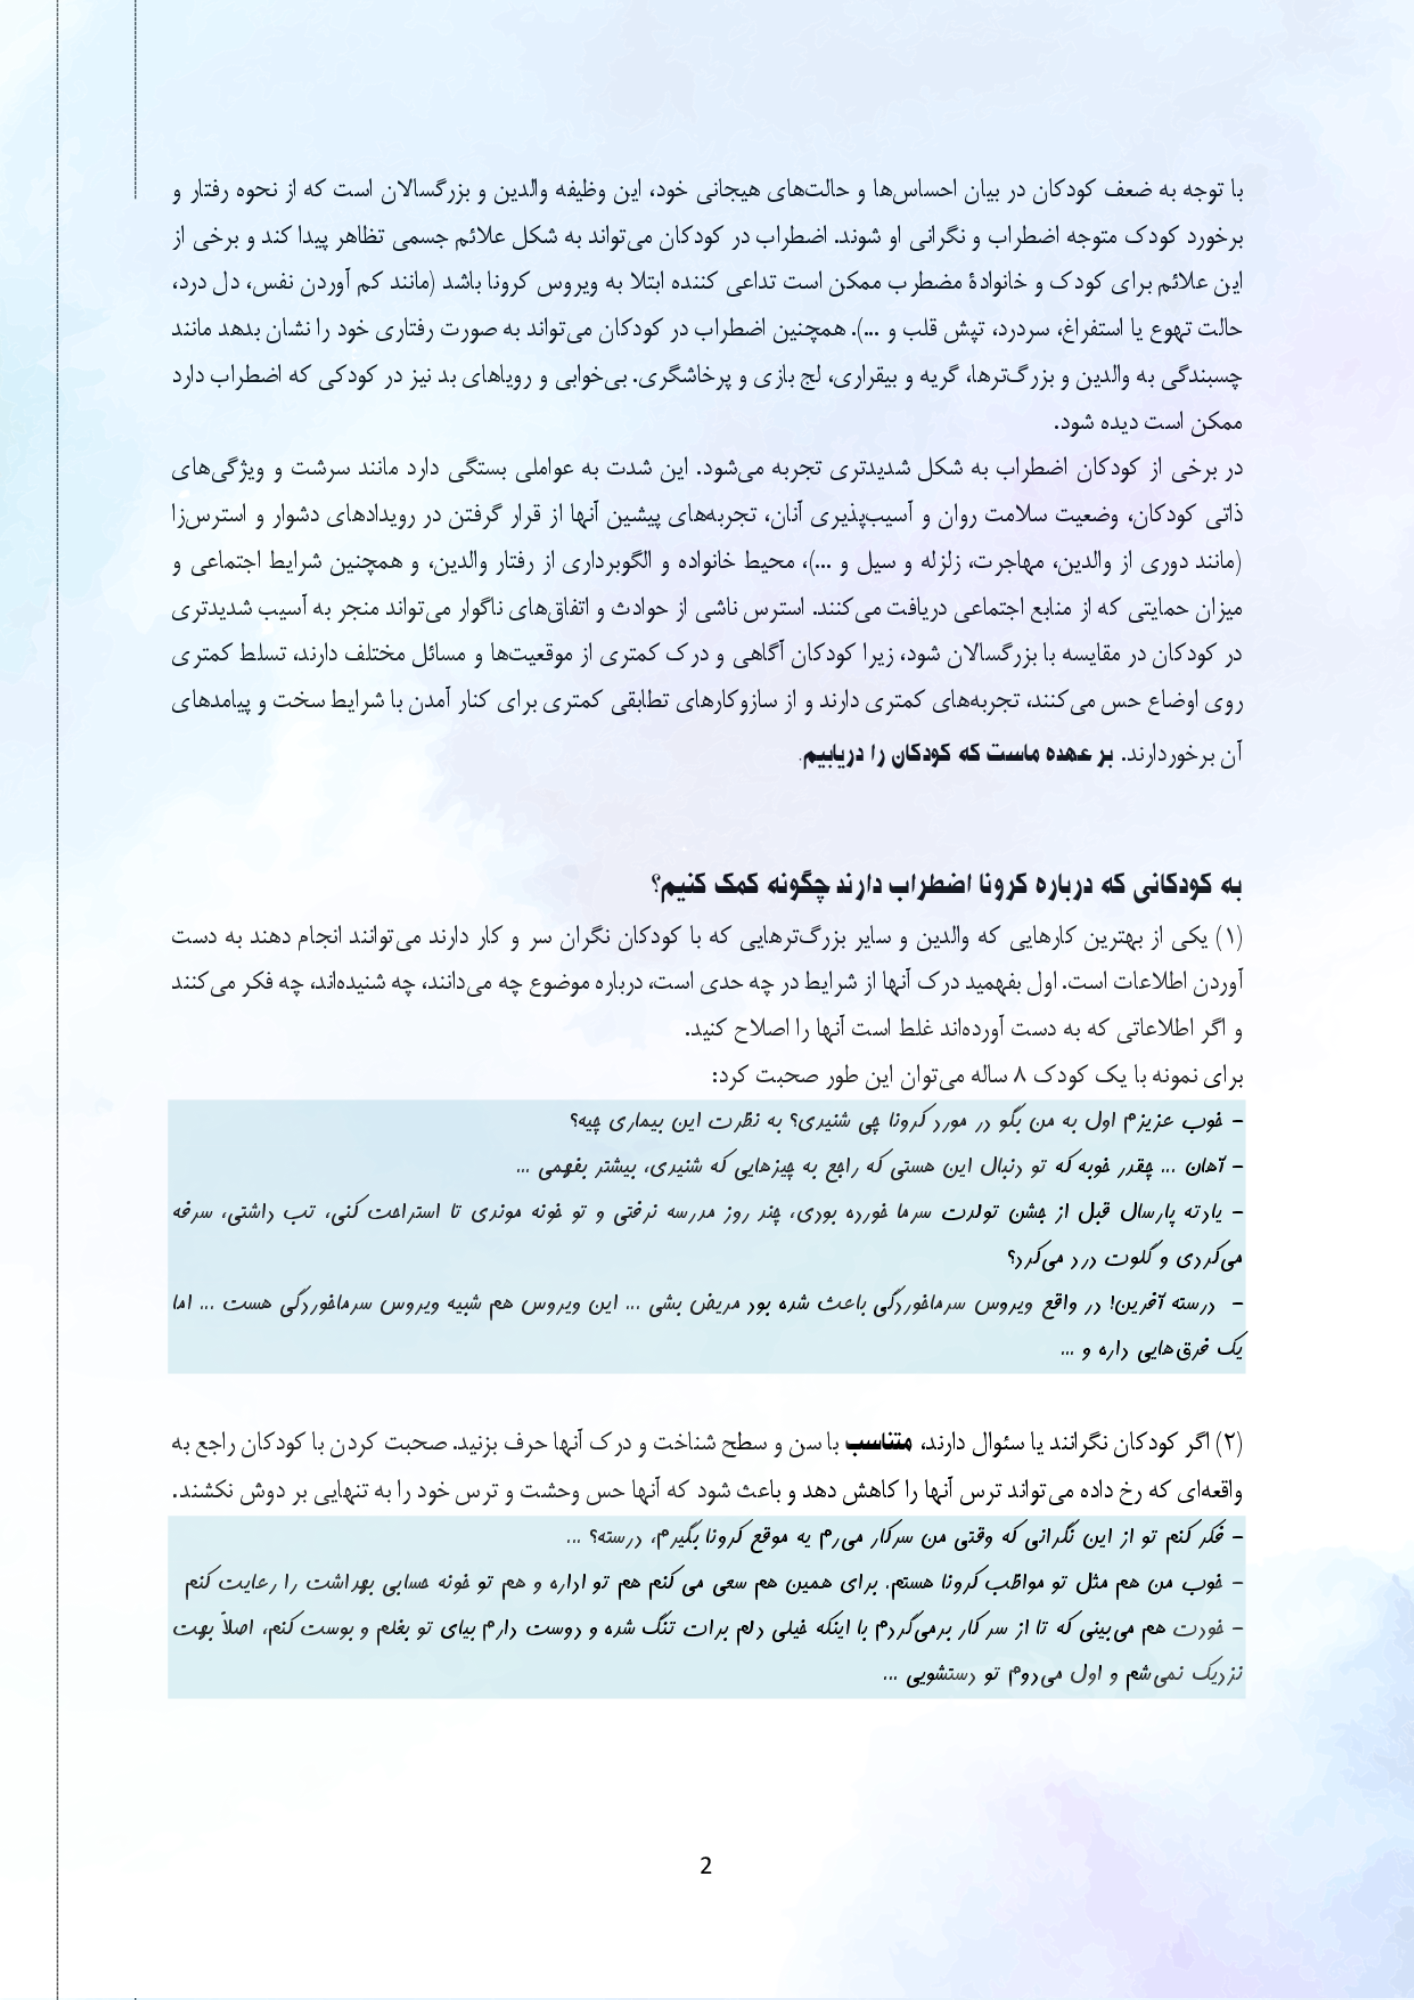 با توجه به ضعف کودکان در بیان احساس‌ها و حالت‌های هیجانی خود، این وظیفه والدین و بزرگسالان است که از نحوه رفتار و
برخورد کودک متوجه اضطراب و نگرانی او شوند. اضطراب در کودکان می‌تواند به شکل علائم جسمی تظاهر پیدا کند و برخی از
این علائم برای کودک و خانوادۀ مضطرب ممکن است تداعی کننده ابتلا به ویروس کرونا باشد (مانند کم آوردن نفس، دل درد،
حالت تهوع یا استفراغ، سردرد، تپش قلب و ...). همچنین اضطراب در کودکان می‌تواند به صورت رفتاری خود را نشان بدهد مانند
چسبندگی به والدین و بزرگ‌ترها، گریه و بیقراری، لج بازی و پرخاشگری. بی‌خوابی و رویاهای بد نیز در کودکی که اضطراب دارد
ممکن است دیده شود.
در برخی از کودکان اضطراب به شکل شدیدتری تجربه می‌شود. این شدت به عواملی بستگی دارد مانند سرشت و ویژگی‌های
ذاتی کودکان، وضعیت سلامت روان و آسیب‌پذیری آنان، تجربه‌های پیشین آنها از قرار گرفتن در رویدادهای دشوار و استرس‌زا
(مانند دوری از والدین، مهاجرت، زلزله و سیل و ...)، محیط خانواده و الگوبرداری از رفتار والدین، و همچنین شرایط اجتماعی و
میزان حمایتی که از منابع اجتماعی دریافت می‌کنند. استرس ناشی از حوادث و اتفاق‌های ناگوار می‌تواند منجر به آسیب شدیدتری
در کودکان در مقایسه با بزرگسالان شود، زیرا کودکان آگاهی و درک کمتری از موقعیت‌ها و مسائل مختلف دارند، تسلط کمتری
روی اوضاع حس می‌کنند، تجربه‌های کمتری دارند و از سازوکارهای تطابقی کمتری برای کنار آمدن با شرایط سخت و پیامدهای
آن برخوردارند. بر عهده ماست که کودکان را دریابیم.
به کودکانی که درباره کرونا اضطراب دارند چگونه کمک کنیم؟
(۱) یکی از بهترین کارهایی که والدین و سایر بزرگ‌ترهایی که با کودکان نگران سر و کار دارند می‌توانند انجام دهند به دست
آوردن اطلاعات است. اول بفهمید درک آنها از شرایط در چه حدی است، درباره موضوع چه می‌دانند، چه شنیده‌اند، چه فکر می‌کنند
و اگر اطلاعاتی که به دست آورده‌اند غلط است آنها را اصلاح کنید.
برای نمونه با یک کودک ۸ ساله می‌توان این طور صحبت کرد:
- خوب عزیزم اول به من بگو در مورد کرونا چی شنیدی؟ به نظرت این بیماری چیه؟
- آهان ... چقدر خوبه که تو دنبال این هستی که راجع به چیزهایی که شنیدی، بیشتر بفهمی ...
- یادته پارسال قبل از جشن تولدت سرما خورده بودی، چند روز مدرسه نرفتی و تو خونه موندی تا استراحت کنی، تب داشتی، سرفه
می‌کردی و گلوت درد می‌کرد؟
- درسته آفرین! در واقع ویروس سرماخوردگی باعث شده بود مریض بشی ... این ویروس هم شبیه ویروس سرماخوردگی هست ... اما
یک فرق‌هایی داره و ...
(۲) اگر کودکان نگرانند یا سئوال دارند، متناسب با سن و سطح شناخت و درک آنها حرف بزنید. صحبت کردن با کودکان راجع به
واقعه‌ای که رخ داده می‌تواند ترس آنها را کاهش دهد و باعث شود که آنها حس وحشت و ترس خود را به تنهایی بر دوش نکشند.
- فکر کنم تو از این نگرانی که وقتی من سرکار می‌رم یه موقع کرونا بگیرم، درسته؟ ...
- خوب من هم مثل تو مواظب کرونا هستم. برای همین هم سعی می کنم هم تو اداره و هم تو خونه حسابی بهداشت را رعایت کنم
- خودت هم می‌بینی که تا از سر کار برمی‌گردم با اینکه خیلی دلم برات تنگ شده و دوست دارم بیای تو بغلم و بوست کنم، اصلاً بهت
نزدیک نمی‌شم و اول می‌روم تو دستشویی ...
2